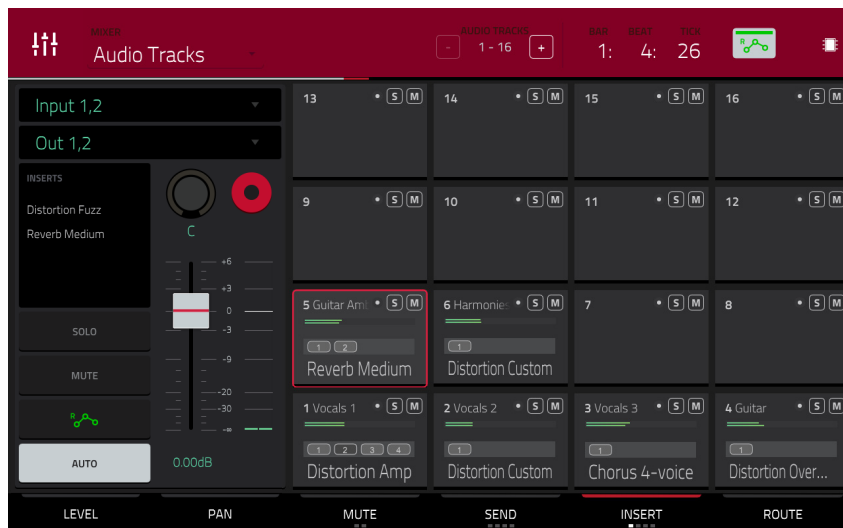 MIXER
Audio Tracks
AUDIO TRACKS
- 1 - 16 +
BAR BEAT TICK
1: 4: 26
R
Input 1,2
Out 1,2
INSERTS
Distortion Fuzz
Reverb Medium
C
+6
+3
0
-3
-9
-20
-30
-∞
0.00dB
SOLO
MUTE
R
AUTO
13 S M
14 S M
15 S M
16 S M
9 S M
10 S M
11 S M
12 S M
5 Guitar Am S M
1 2
Reverb Medium
6 Harmonie S M
1
Distortion Custom
7 S M
8 S M
1 Vocals 1 S M
1 2 3 4
Distortion Amp
2 Vocals 2 S M
1
Distortion Custom
3 Vocals 3 S M
1
Chorus 4-voice
4 Guitar S M
1
Distortion Over...
LEVEL
PAN
MUTE
SEND
INSERT
ROUTE